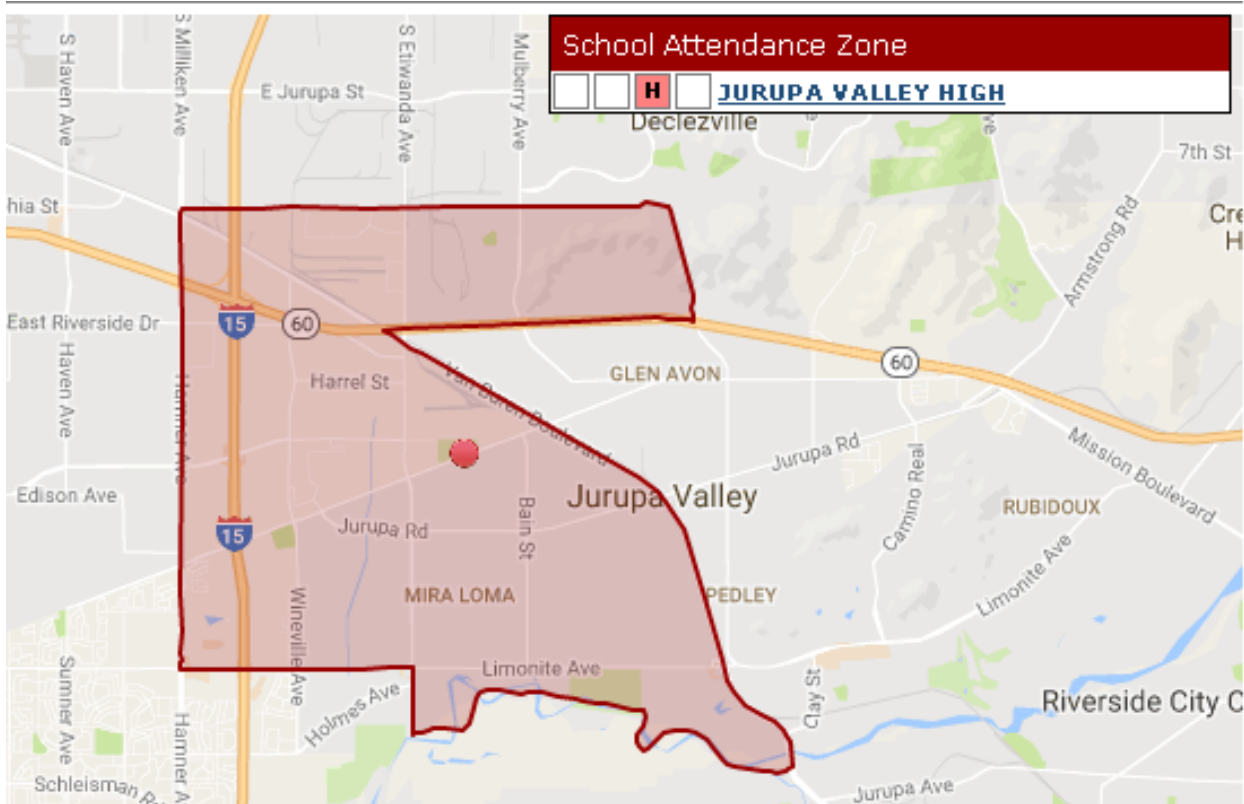 School Attendance Zone
H JURUPA VALLEY HIGH
S Haven Ave
S Milliken Ave
S Etiwanda Ave
Mulberry Ave
E Jurupa St
Declezville
ve
7th St
hia St
Cre
H
Armstrong Rd
East Riverside Dr
15
60
60
Haven Ave
Hamner Ave
Harrel St
Van Buren Boulevard
GLEN AVON
Jurupa Rd
Camino Real
Mission Boulevard
Edison Ave
Jurupa Valley
RUBIDOUX
15
Jurupa Rd
Bain St
MIRA LOMA
PEDLEY
Limonite Ave
Wineville Ave
Limonite Ave
Sumner Ave
Holmes Ave
Clay St
Riverside City C
Hamner A
Schleisman R
Jurupa Ave